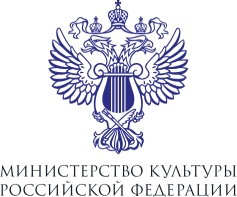 МИНИСТЕРСТВО КУЛЬТУРЫ
РОССИЙСКОЙ ФЕДЕРАЦИИ